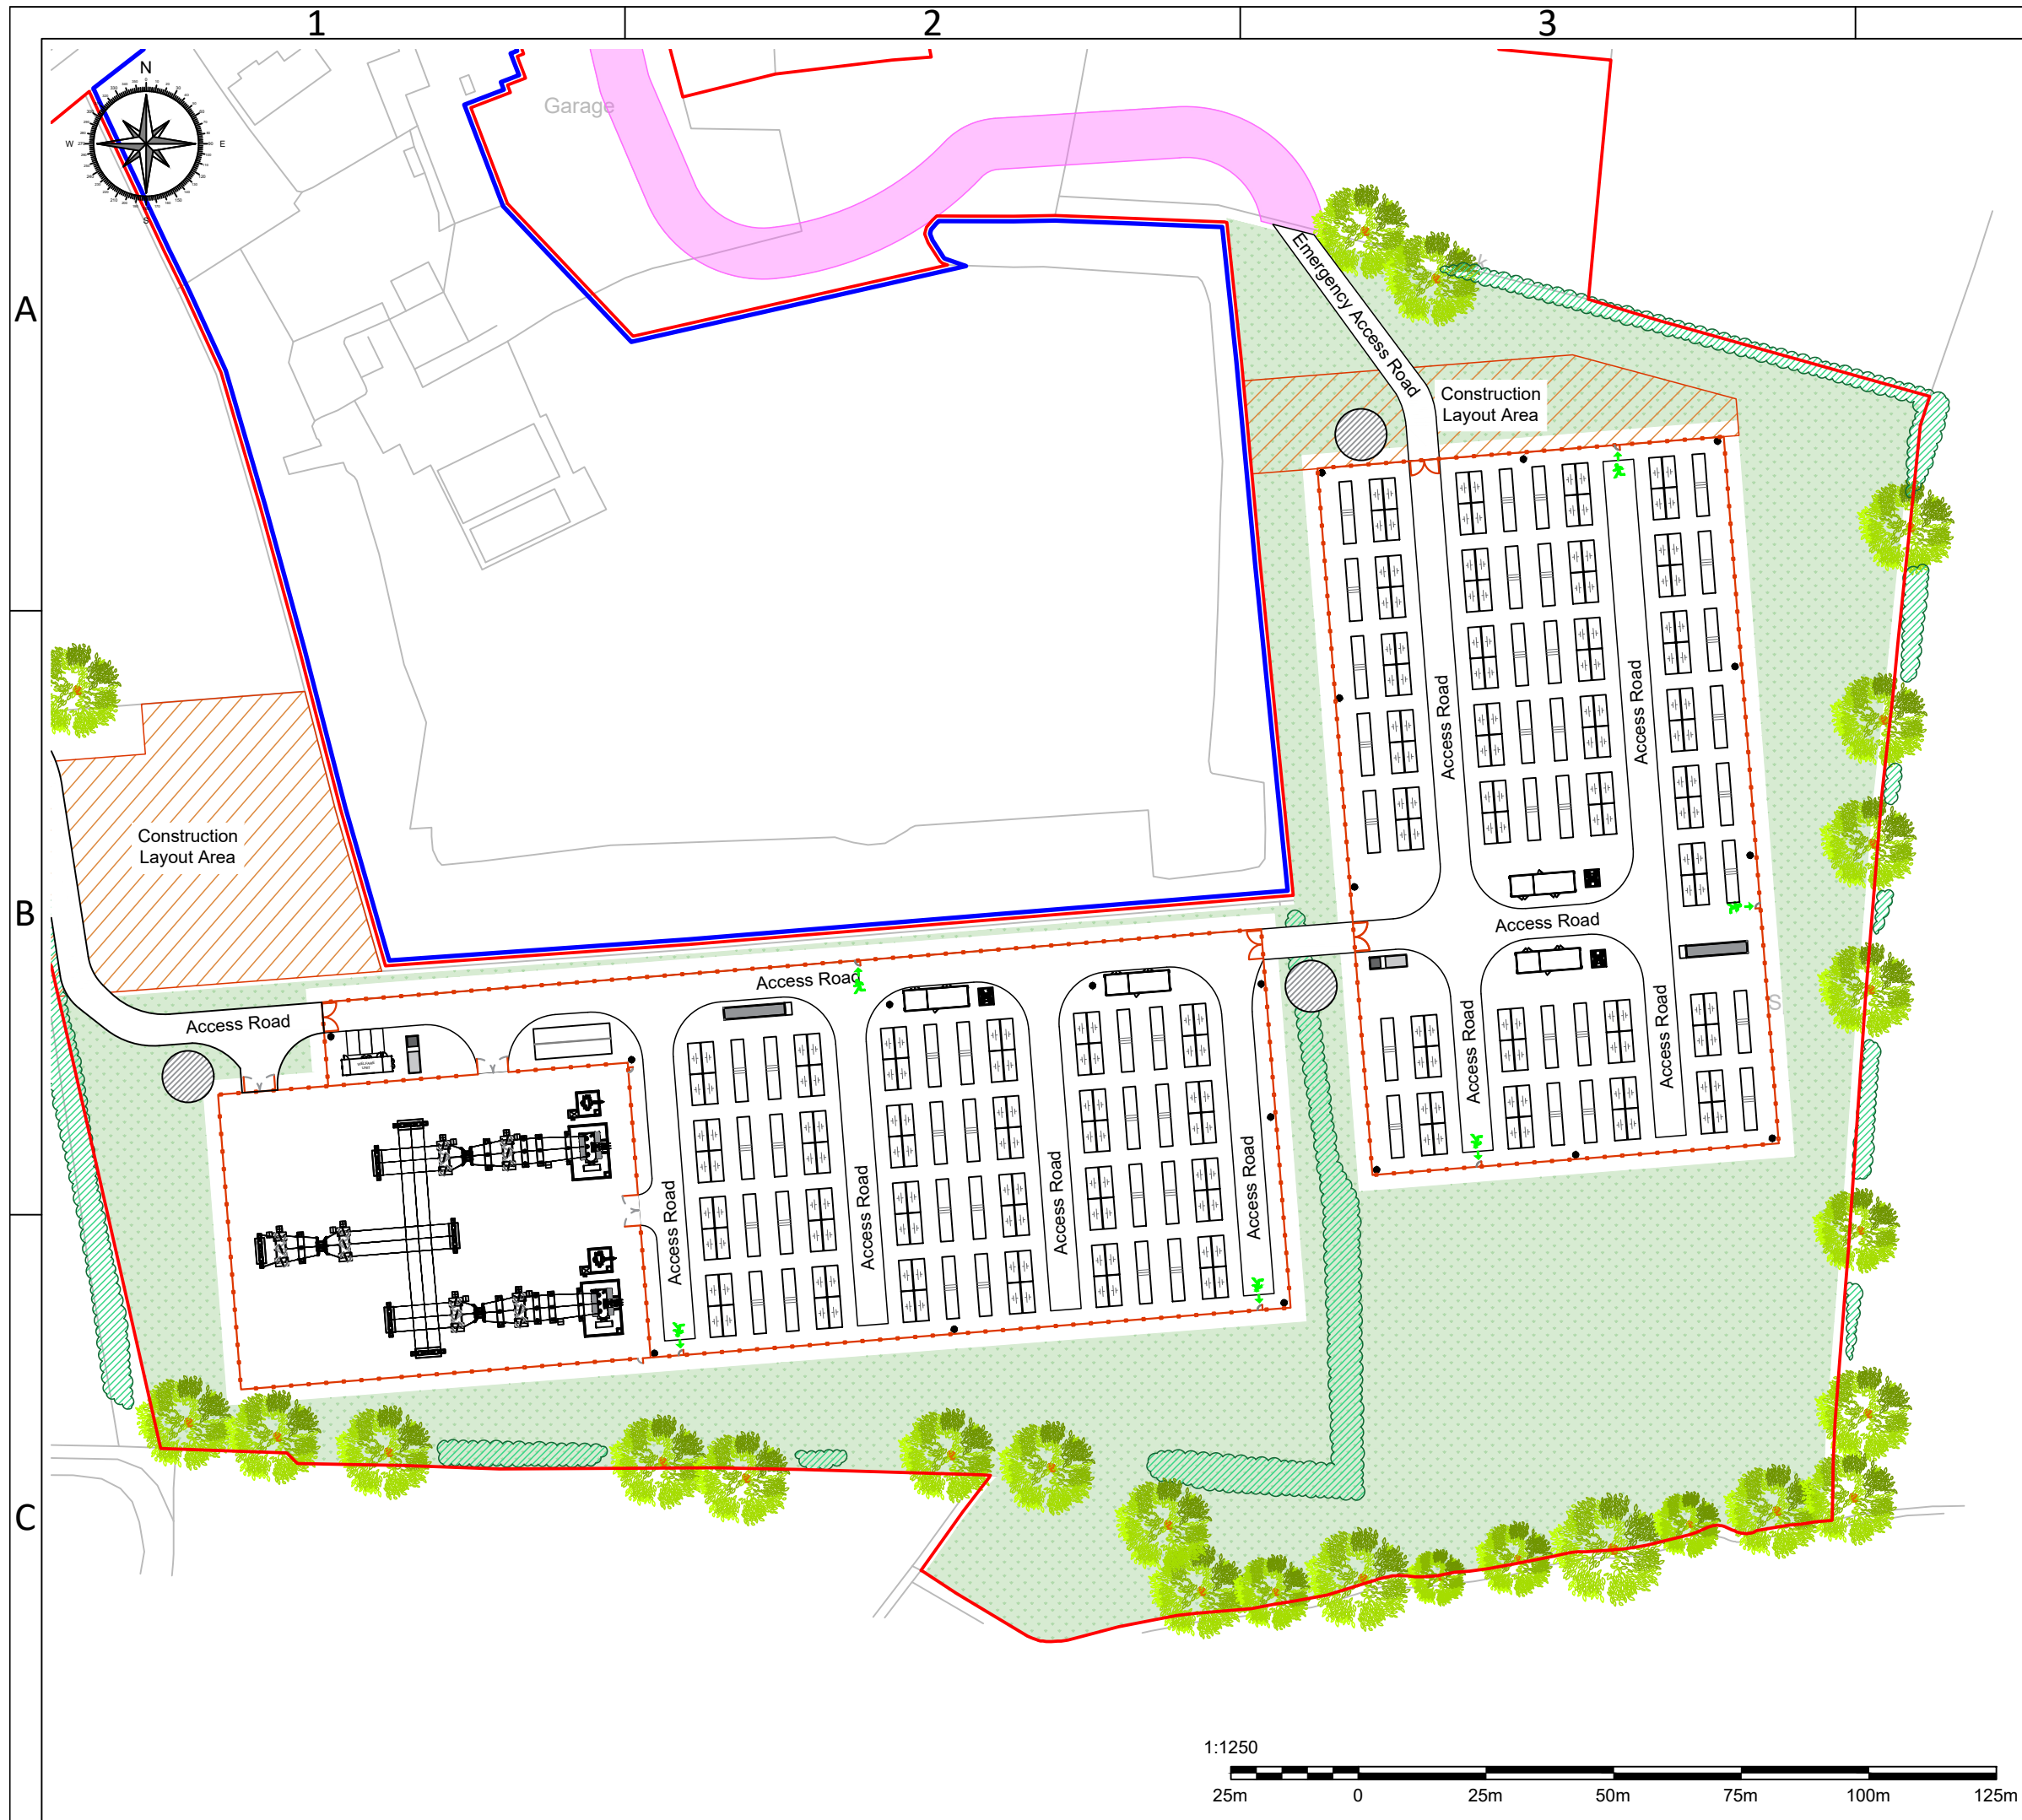 1
2
3
N
W
E
S
Garage
A
Emergency Access Road
Construction
Layout Area
Access Road
Access Road
B
Construction
Layout Area
Access Road
Access Road
Access Road
S
Access Road
Access Road
Access Road
Access Road
Access Road
Access Road
C
1:1250
25m
0
25m
50m
75m
100m
125m